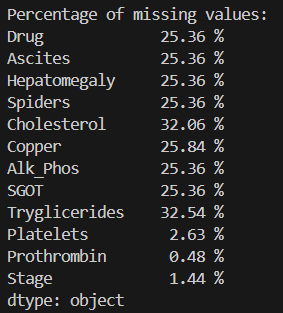 Percentage of missing values:
Drug 25.36 %
Ascites 25.36 %
Hepatomegaly 25.36 %
Spiders 25.36 %
Cholesterol 32.06 %
Copper 25.84 %
Alk_Phos 25.36 %
SGOT 25.36 %
Tryglicerides 32.54 %
Platelets 2.63 %
Prothrombin 0.48 %
Stage 1.44 %
dtype: object